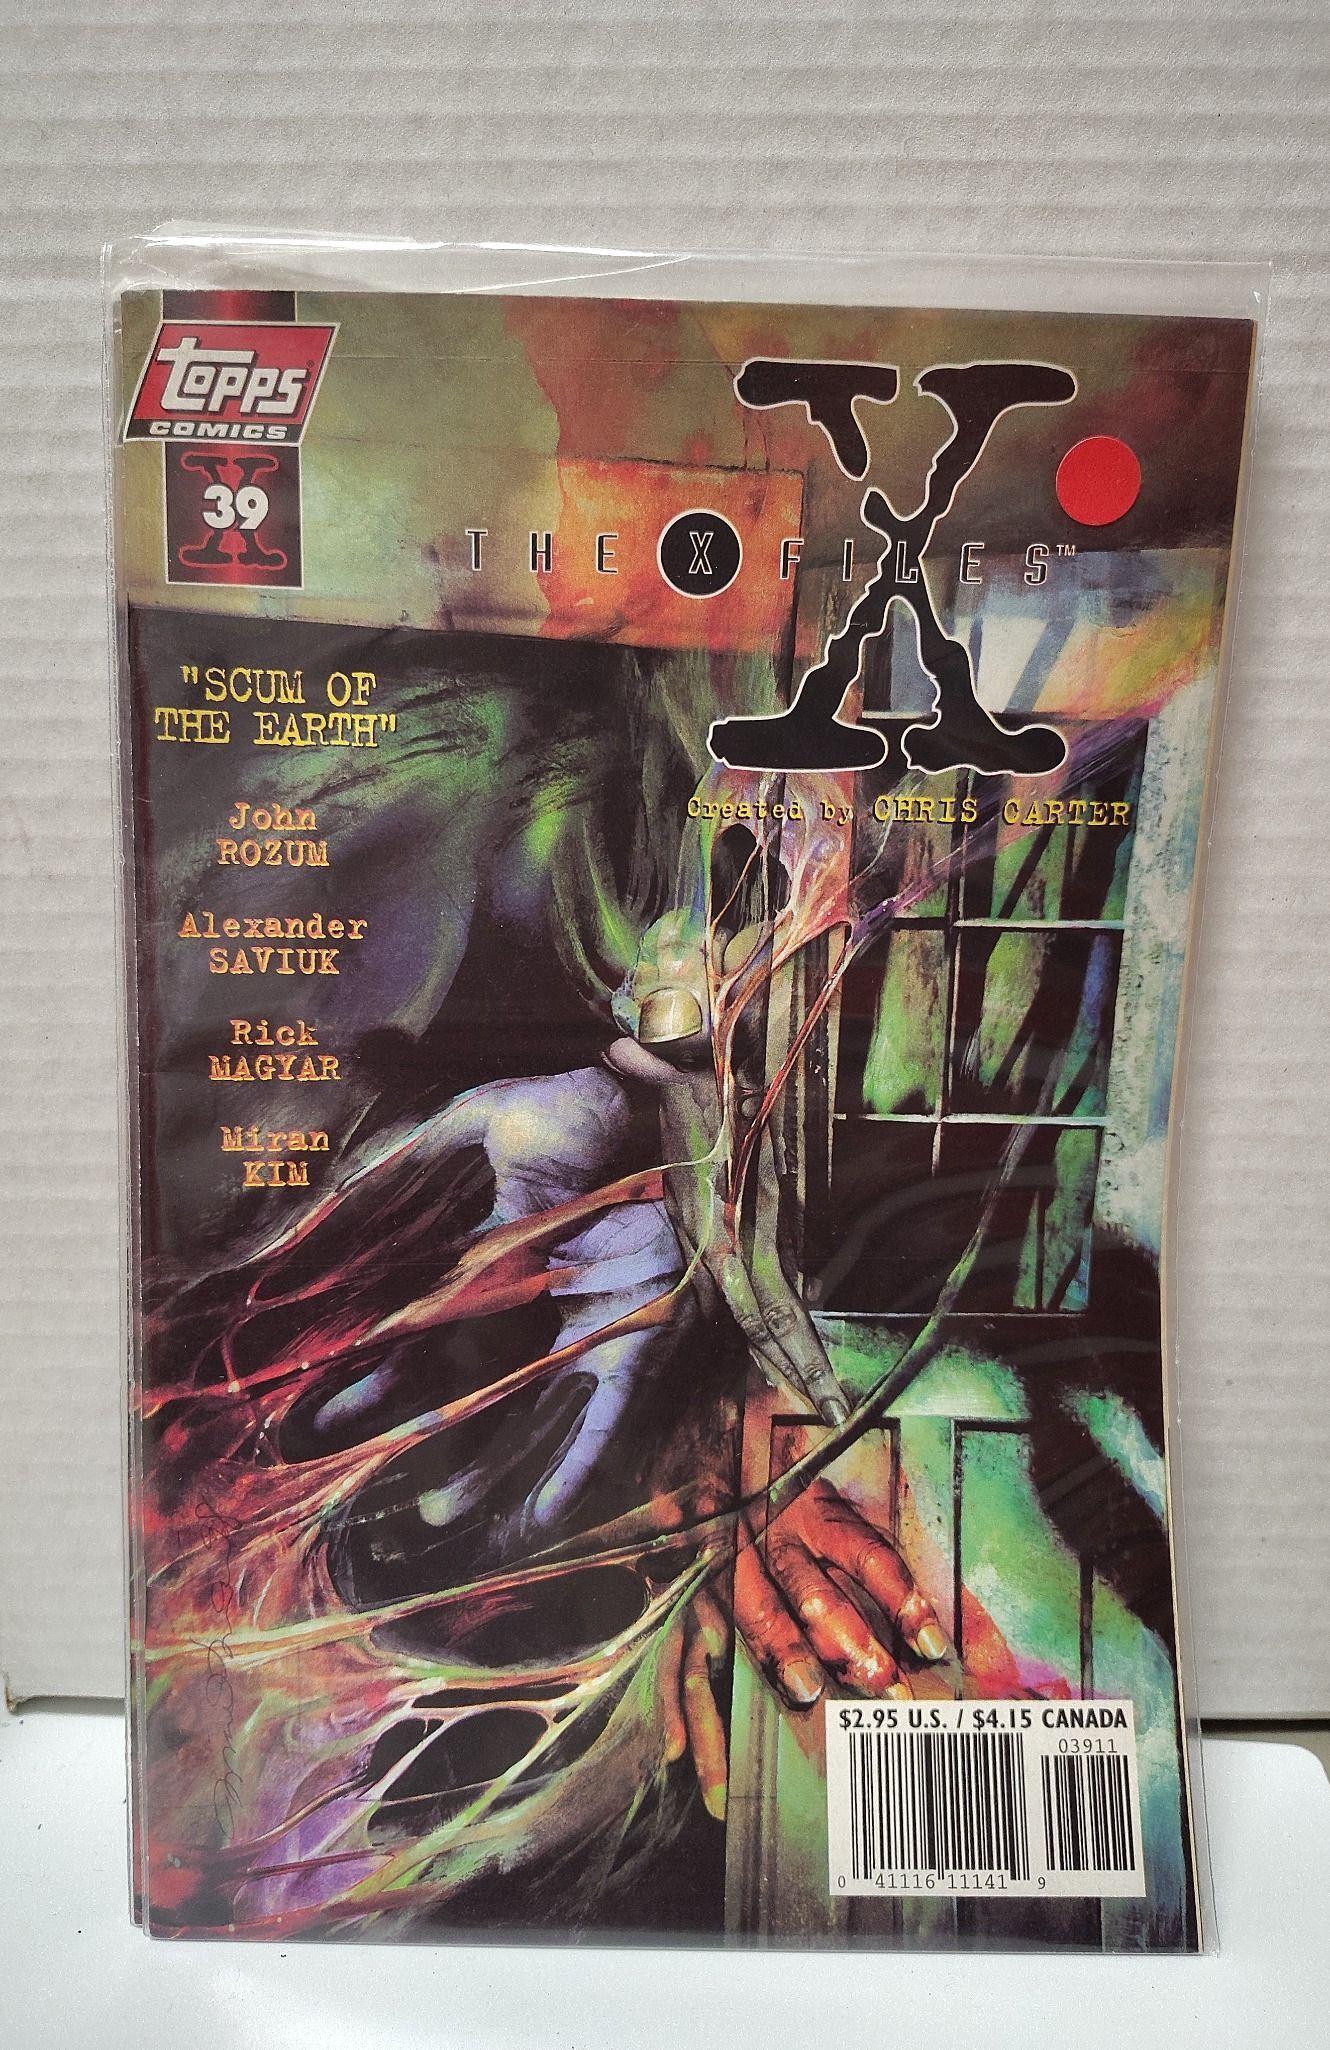 topps
COMICS
39
THE X FILES™
"SCUM OF
THE EARTH"
Created by CHRIS CARTER
John
ROZUM
Alexander
SAVIUK
Rick
MAGYAR
Miran
KIM
$2.95 U.S. / $4.15 CANADA
03911
0 41116 11141 9